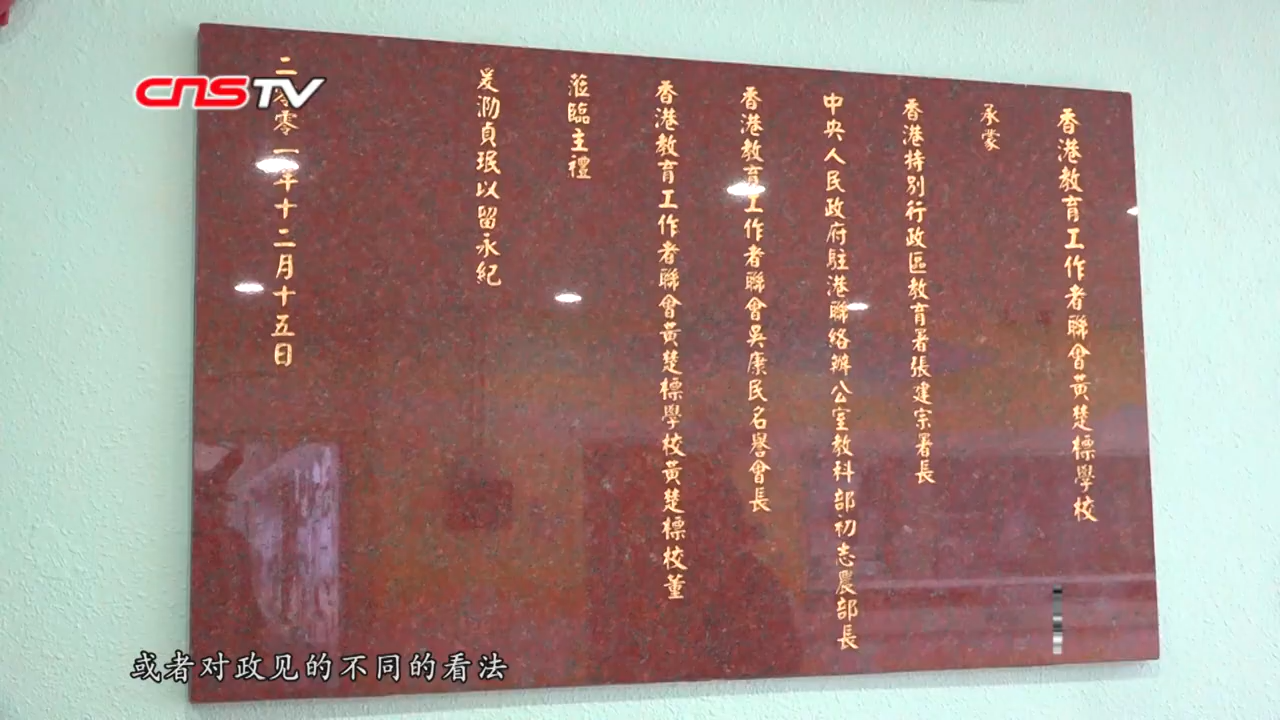 香港教育工作者聯會黃楚標學校
承蒙
香港特別行政區教育署張建宗署長
中央人民政府駐港聯絡辦公室教科部初志農部長
香港教育工作者聯會吳康民名譽會長
香港教育工作者聯會黃楚標學校黃楚標校董
蒞臨主禮
爰泐貞珉以留永紀
二零零一年十二月十五日
CNSTV
或者对政见的不同的看法